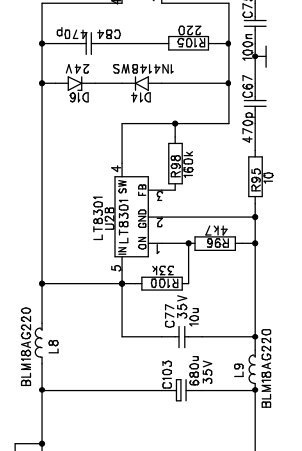 C84
470p
R105
220
C75
100n
24V
D16
1N4148WS
D14
C67
470p
4
R98
160k
3
2
1
5
SW
FB
GND
ON
IN
LT8301
U28
LT8301
R95
10
R96
4k7
R100
33k
C77
35V
10u
BLM18AG220
L8
C103
680u
35V
L9
BLM18AG220